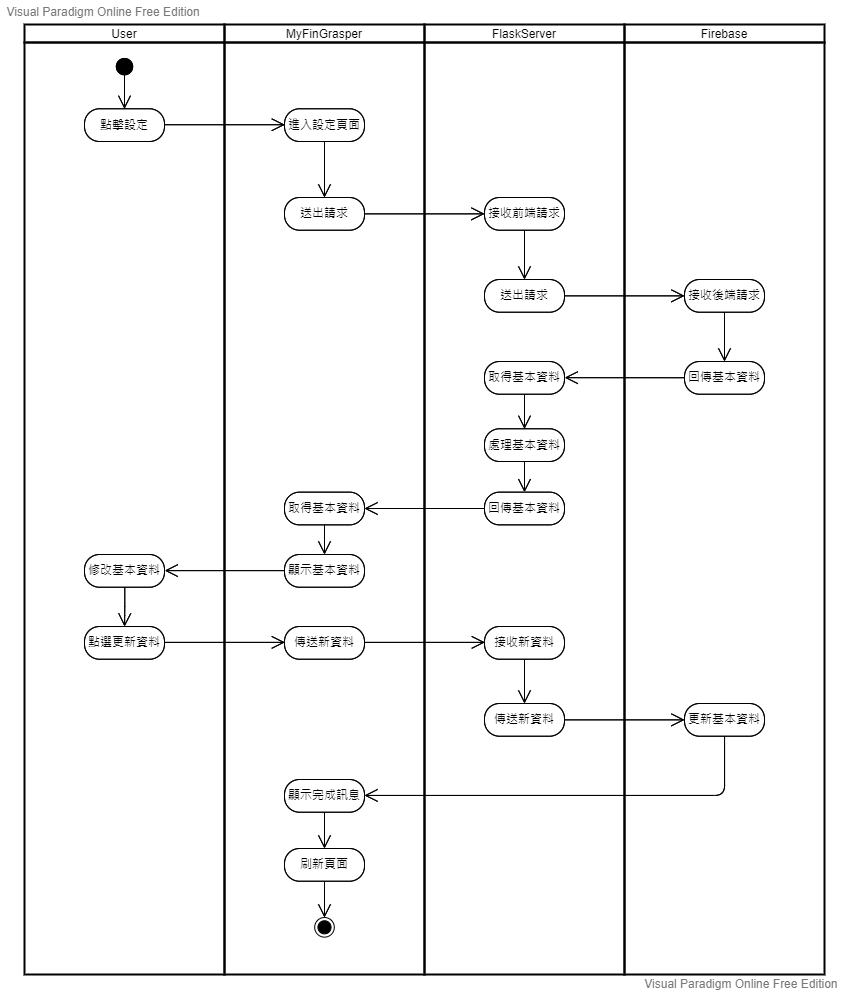 Visual Paradigm Online Free Edition
User
MyFinGrasper
FlaskServer
Firebase
點擊設定
進入設定頁面
送出請求
接收前端請求
送出請求
接收後端請求
取得基本資料
回傳基本資料
處理基本資料
取得基本資料
回傳基本資料
修改基本資料
顯示基本資料
點選更新資料
傳送新資料
接收新資料
傳送新資料
更新基本資料
顯示完成訊息
刷新頁面
Visual Paradigm Online Free Edition